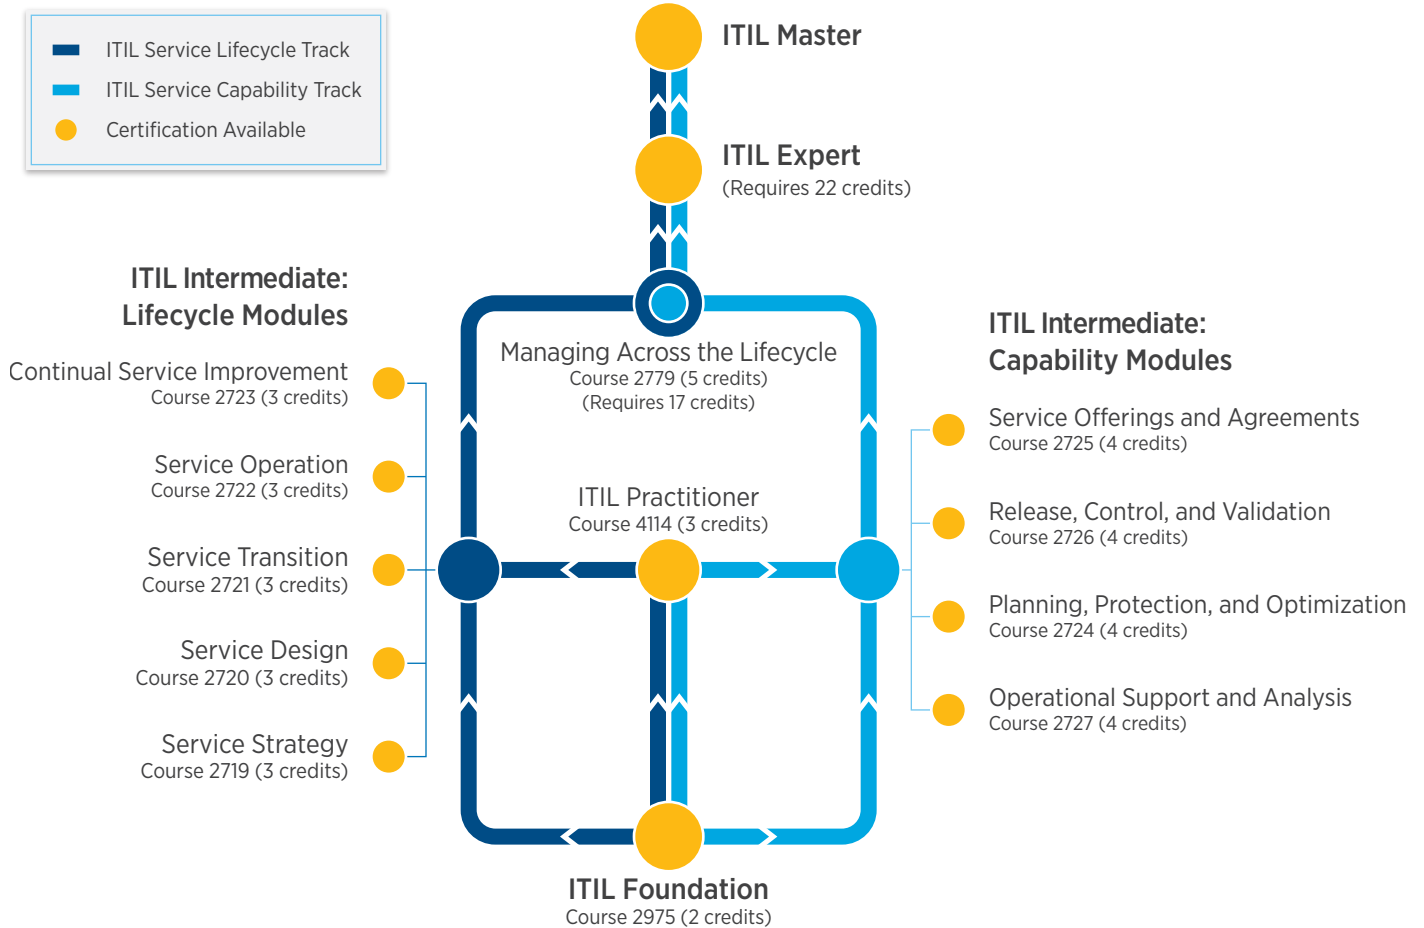 ITIL Service Lifecycle Track
ITIL Service Capability Track
Certification Available
ITIL Master
ITIL Expert
(Requires 22 credits)
ITIL Intermediate:
Lifecycle Modules
Continual Service Improvement
Course 2723 (3 credits)
Service Operation
Course 2722 (3 credits)
Service Transition
Course 2721 (3 credits)
Service Design
Course 2720 (3 credits)
Service Strategy
Course 2719 (3 credits)
Managing Across the Lifecycle
Course 2779 (5 credits)
(Requires 17 credits)
ITIL Practitioner
Course 4114 (3 credits)
ITIL Intermediate:
Capability Modules
Service Offerings and Agreements
Course 2725 (4 credits)
Release, Control, and Validation
Course 2726 (4 credits)
Planning, Protection, and Optimization
Course 2724 (4 credits)
Operational Support and Analysis
Course 2727 (4 credits)
ITIL Foundation
Course 2975 (2 credits)